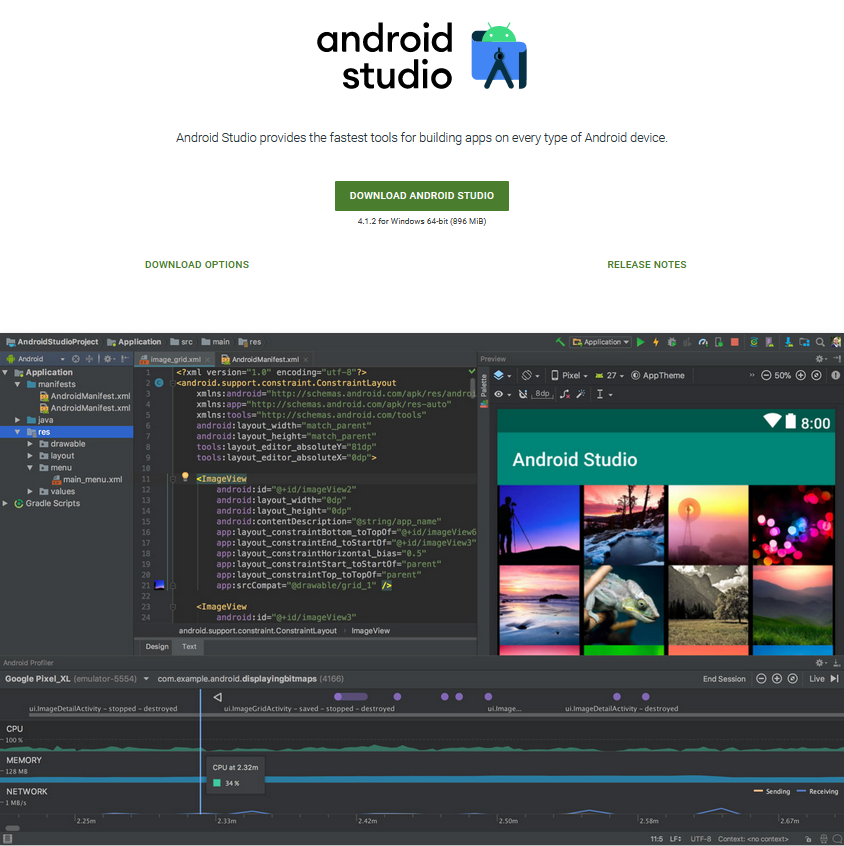 android
studio
Android Studio provides the fastest tools for building apps on every type of Android device.
DOWNLOAD ANDROID STUDIO
4.1.2 for Windows 64-bit (896 MiB)
DOWNLOAD OPTIONS
RELEASE NOTES
AndroidStudioProject Application src main res
Application
Android
image_grid.xml
AndroidManifest.xml
Preview
Application
manifests
AndroidManifest.xml
AndroidManifest.xml
java
res
drawable
layout
menu
main_menu.xml
values
Gradle Scripts
1 <?xml version="1.0" encoding="utf-8"?>
2 <android.support.constraint.ConstraintLayout
3 xmlns:android="http://schemas.android.com/apk/res/andro
4 xmlns:app="http://schemas.android.com/apk/res-auto"
5 xmlns:tools="http://schemas.android.com/tools"
6 android:layout_width="match_parent"
7 android:layout_height="match_parent"
8 tools:layout_editor_absoluteY="81dp"
9 tools:layout_editor_absoluteX="0dp">
10
11 <ImageView
12 android:id="@+id/imageView2"
13 android:layout_width="0dp"
14 android:layout_height="0dp"
15 android:contentDescription="@string/app_name"
16 app:layout_constraintBottom_toTopOf="@+id/imageView6
17 app:layout_constraintEnd_toStartOf="@+id/imageView3"
18 app:layout_constraintHorizontal_bias="0.5"
19 app:layout_constraintStart_toStartOf="parent"
20 app:layout_constraintTop_toTopOf="parent"
21 app:srcCompat="@drawable/grid_1" />
22
23 <ImageView
24 android:id="@+id/imageView3"
android.support.constraint.ConstraintLayout › ImageView
Design Text
Palette
Pixel 27 AppTheme 50%
8dp
8:00
Android Studio
Android Profiler
Google Pixel_XL (emulator-5554) com.example.android.displayingbitmaps (4166)
End Session Live
ui.ImageDetailActivity - stopped - destroyed
ui.ImageGridActivity - saved - stopped - destroyed
ui.Image...
ui.ImageDetailActivity - stopped - destroyed
CPU
100 %
MEMORY
128 MB
CPU at 2.32m
34 %
NETWORK
1 MB/s
Sending Receiving
2.25m 2.33m 2.42m 2.50m 2.58m 2.67m
11:5 LF÷ UTF-8 Context: <no context>